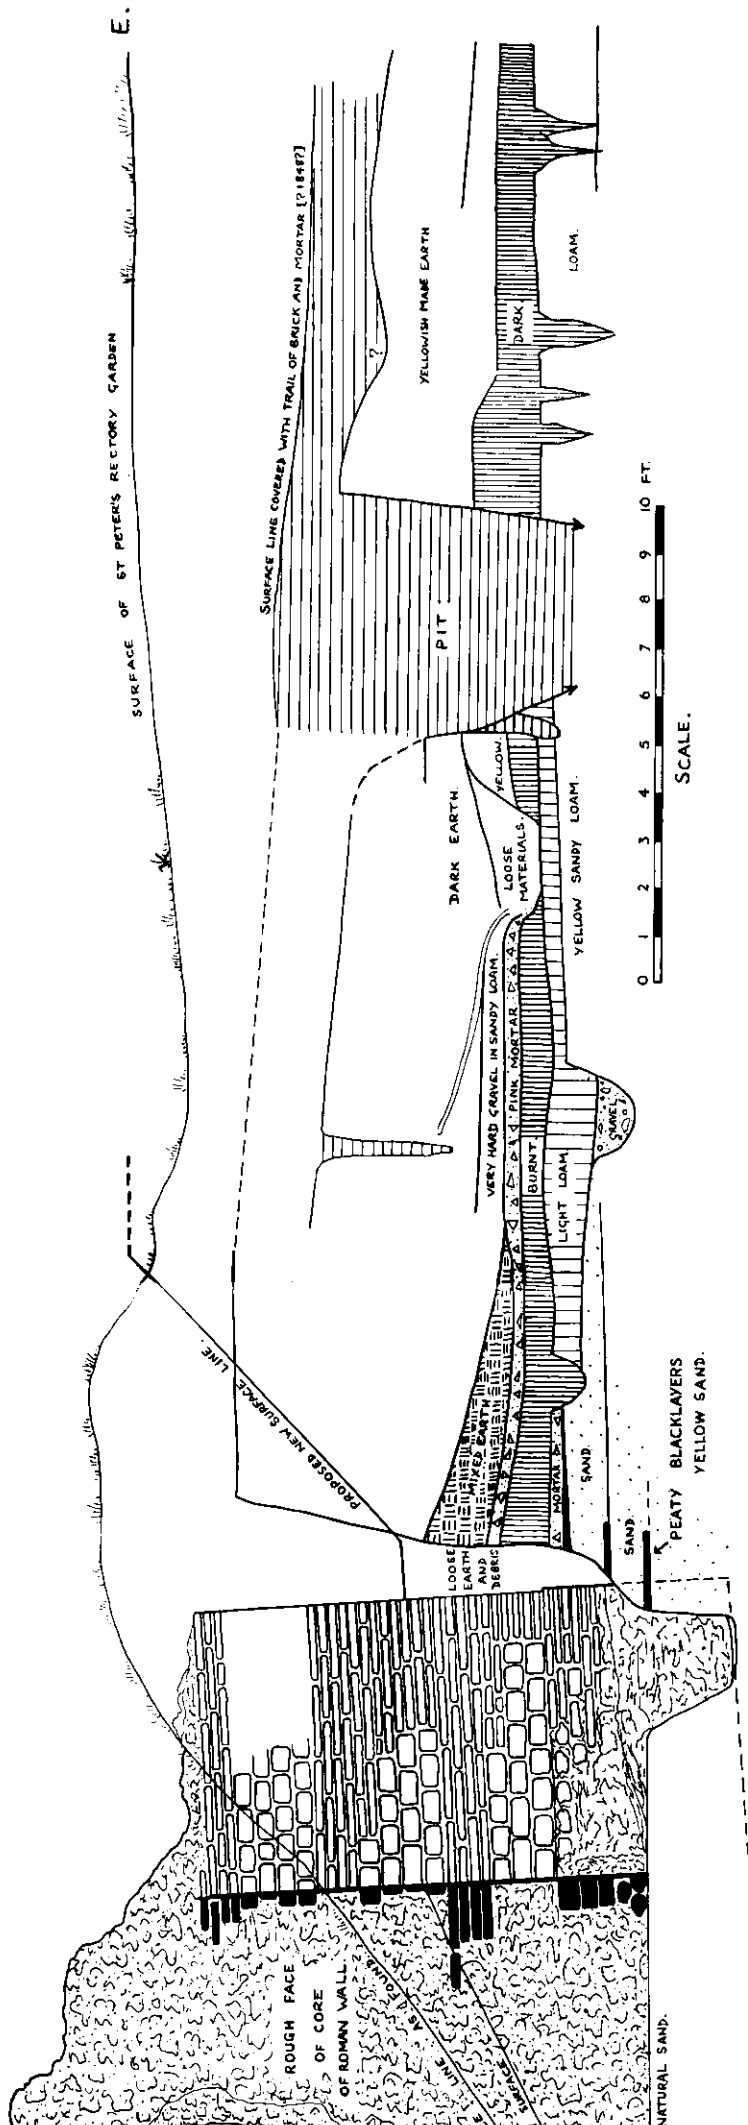 E.
SURFACE OF ST PETER'S RECTORY GARDEN
SURFACE LINE COVERED WITH TRAIL OF BRICK AND MORTAR [?1848?]
?
YELLOWISH MADE EARTH
DARK.
LOAM.
PIT.
DARK EARTH.
YELLOW.
LOOSE
MATERIALS.
YELLOW SANDY LOAM.
VERY HARD GRAVEL IN SANDY LOAM.
PINK MORTAR
BURNT.
LIGHT LOAM.
GRAVEL
0 1 2 3 4 5 6 7 8 9 10 FT.
SCALE.
PROPOSED NEW SURFACE LINE.
MIXED EARTH
LOOSE
EARTH
AND
DEBRIS
MORTAR
SAND.
SAND.
PEATY BLACKLAYERS
YELLOW SAND.
ROUGH FACE
OF CORE
OF ROMAN WALL.
LINE AS FOUND
SURFACE
NATURAL SAND.